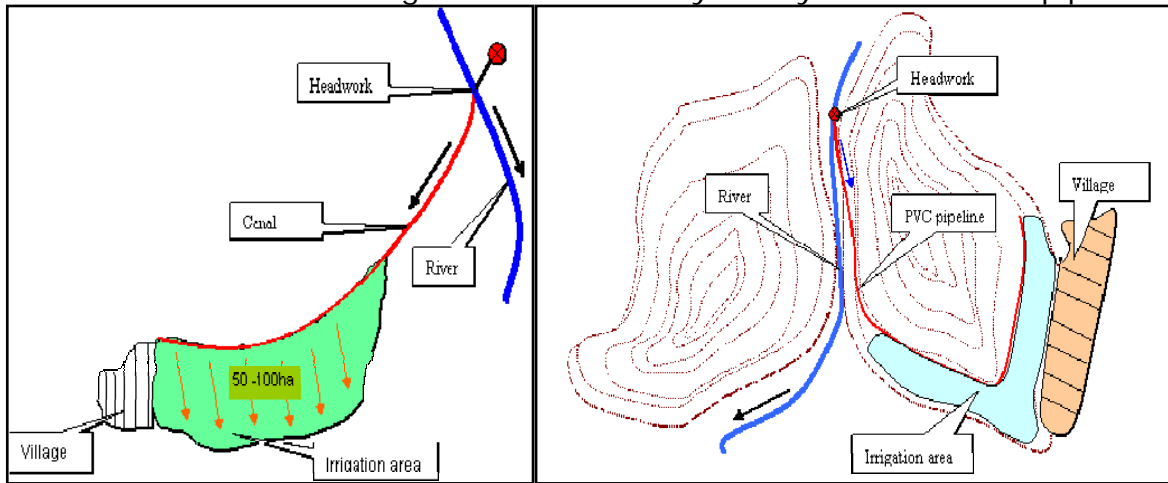 Headwork
Canal
River
50 -100ha
Village
Irrigation area
Headwork
Village
River
PVC pipeline
Irrigation area